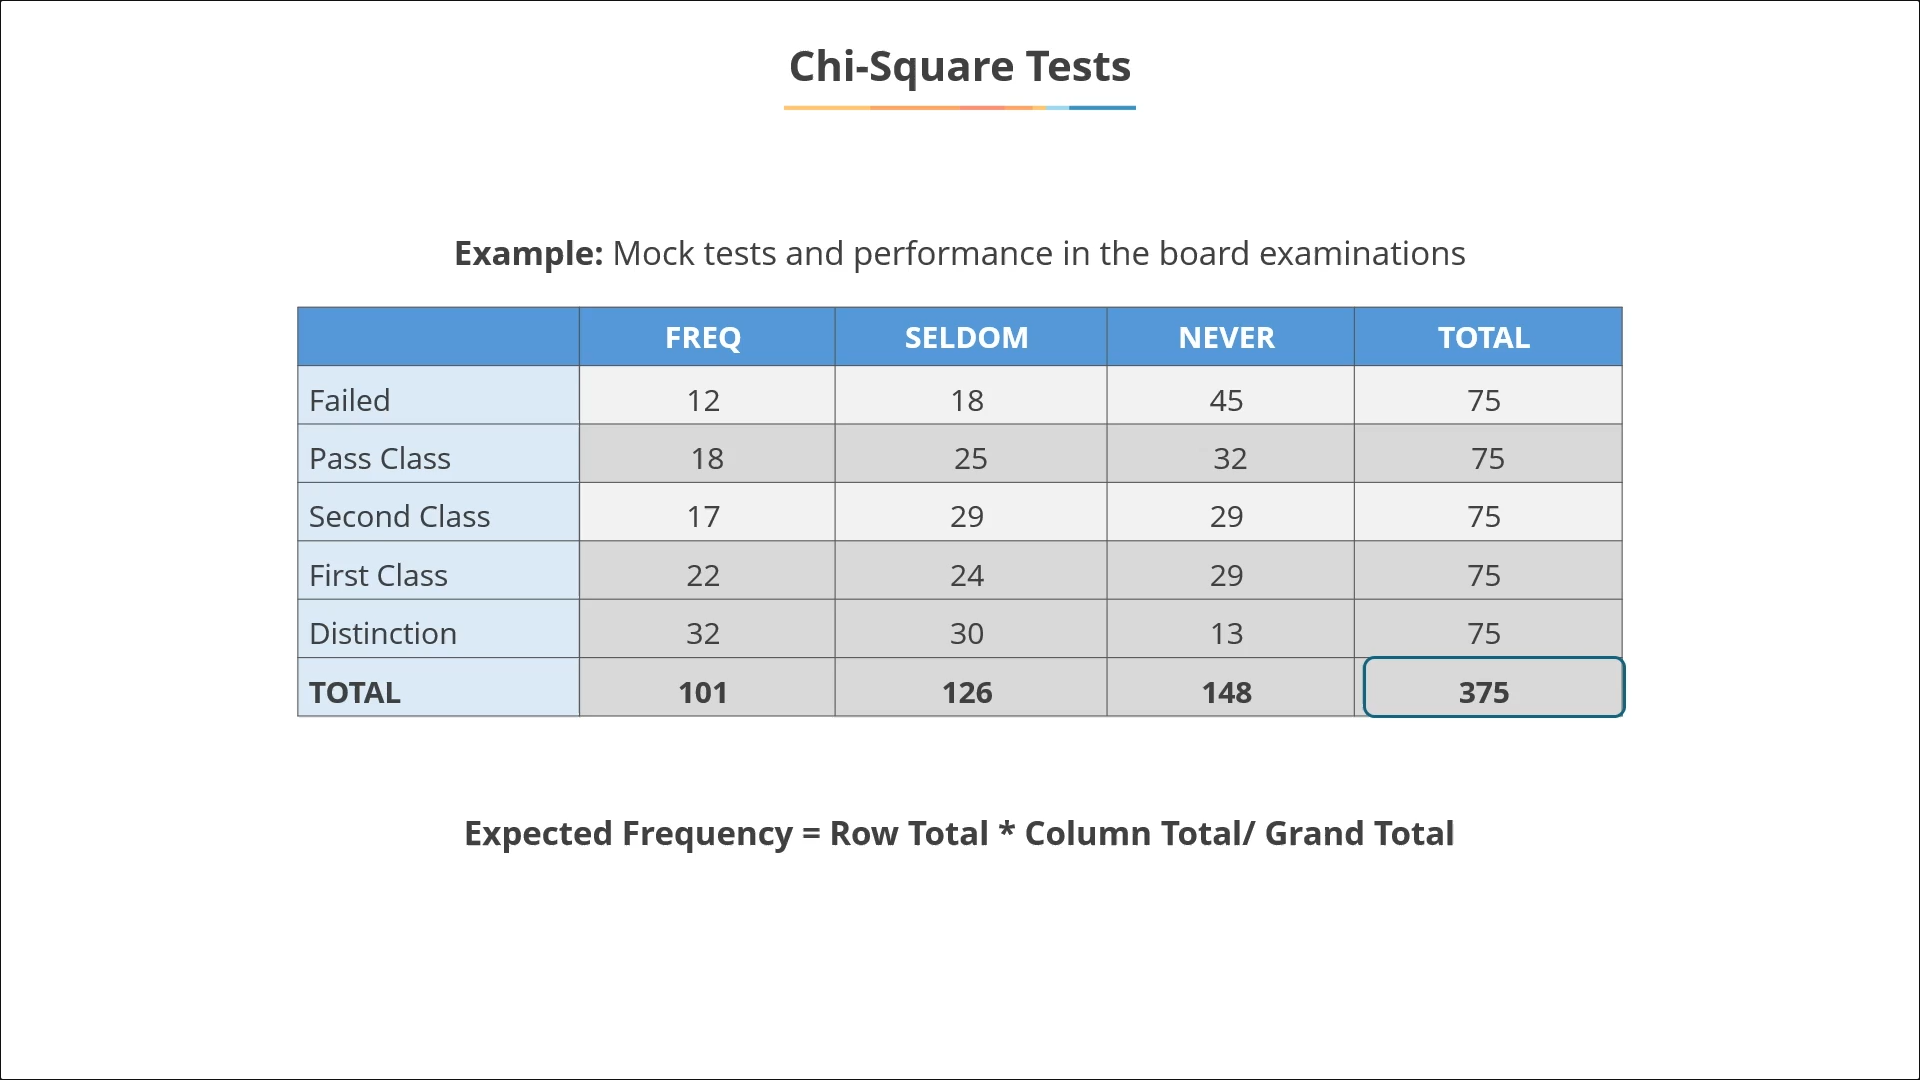 Chi-Square Tests
Example: Mock tests and performance in the board examinations
FREQ SELDOM NEVER TOTAL
Failed 12 18 45 75
Pass Class 18 25 32 75
Second Class 17 29 29 75
First Class 22 24 29 75
Distinction 32 30 13 75
TOTAL 101 126 148 375
Expected Frequency = Row Total * Column Total/ Grand Total